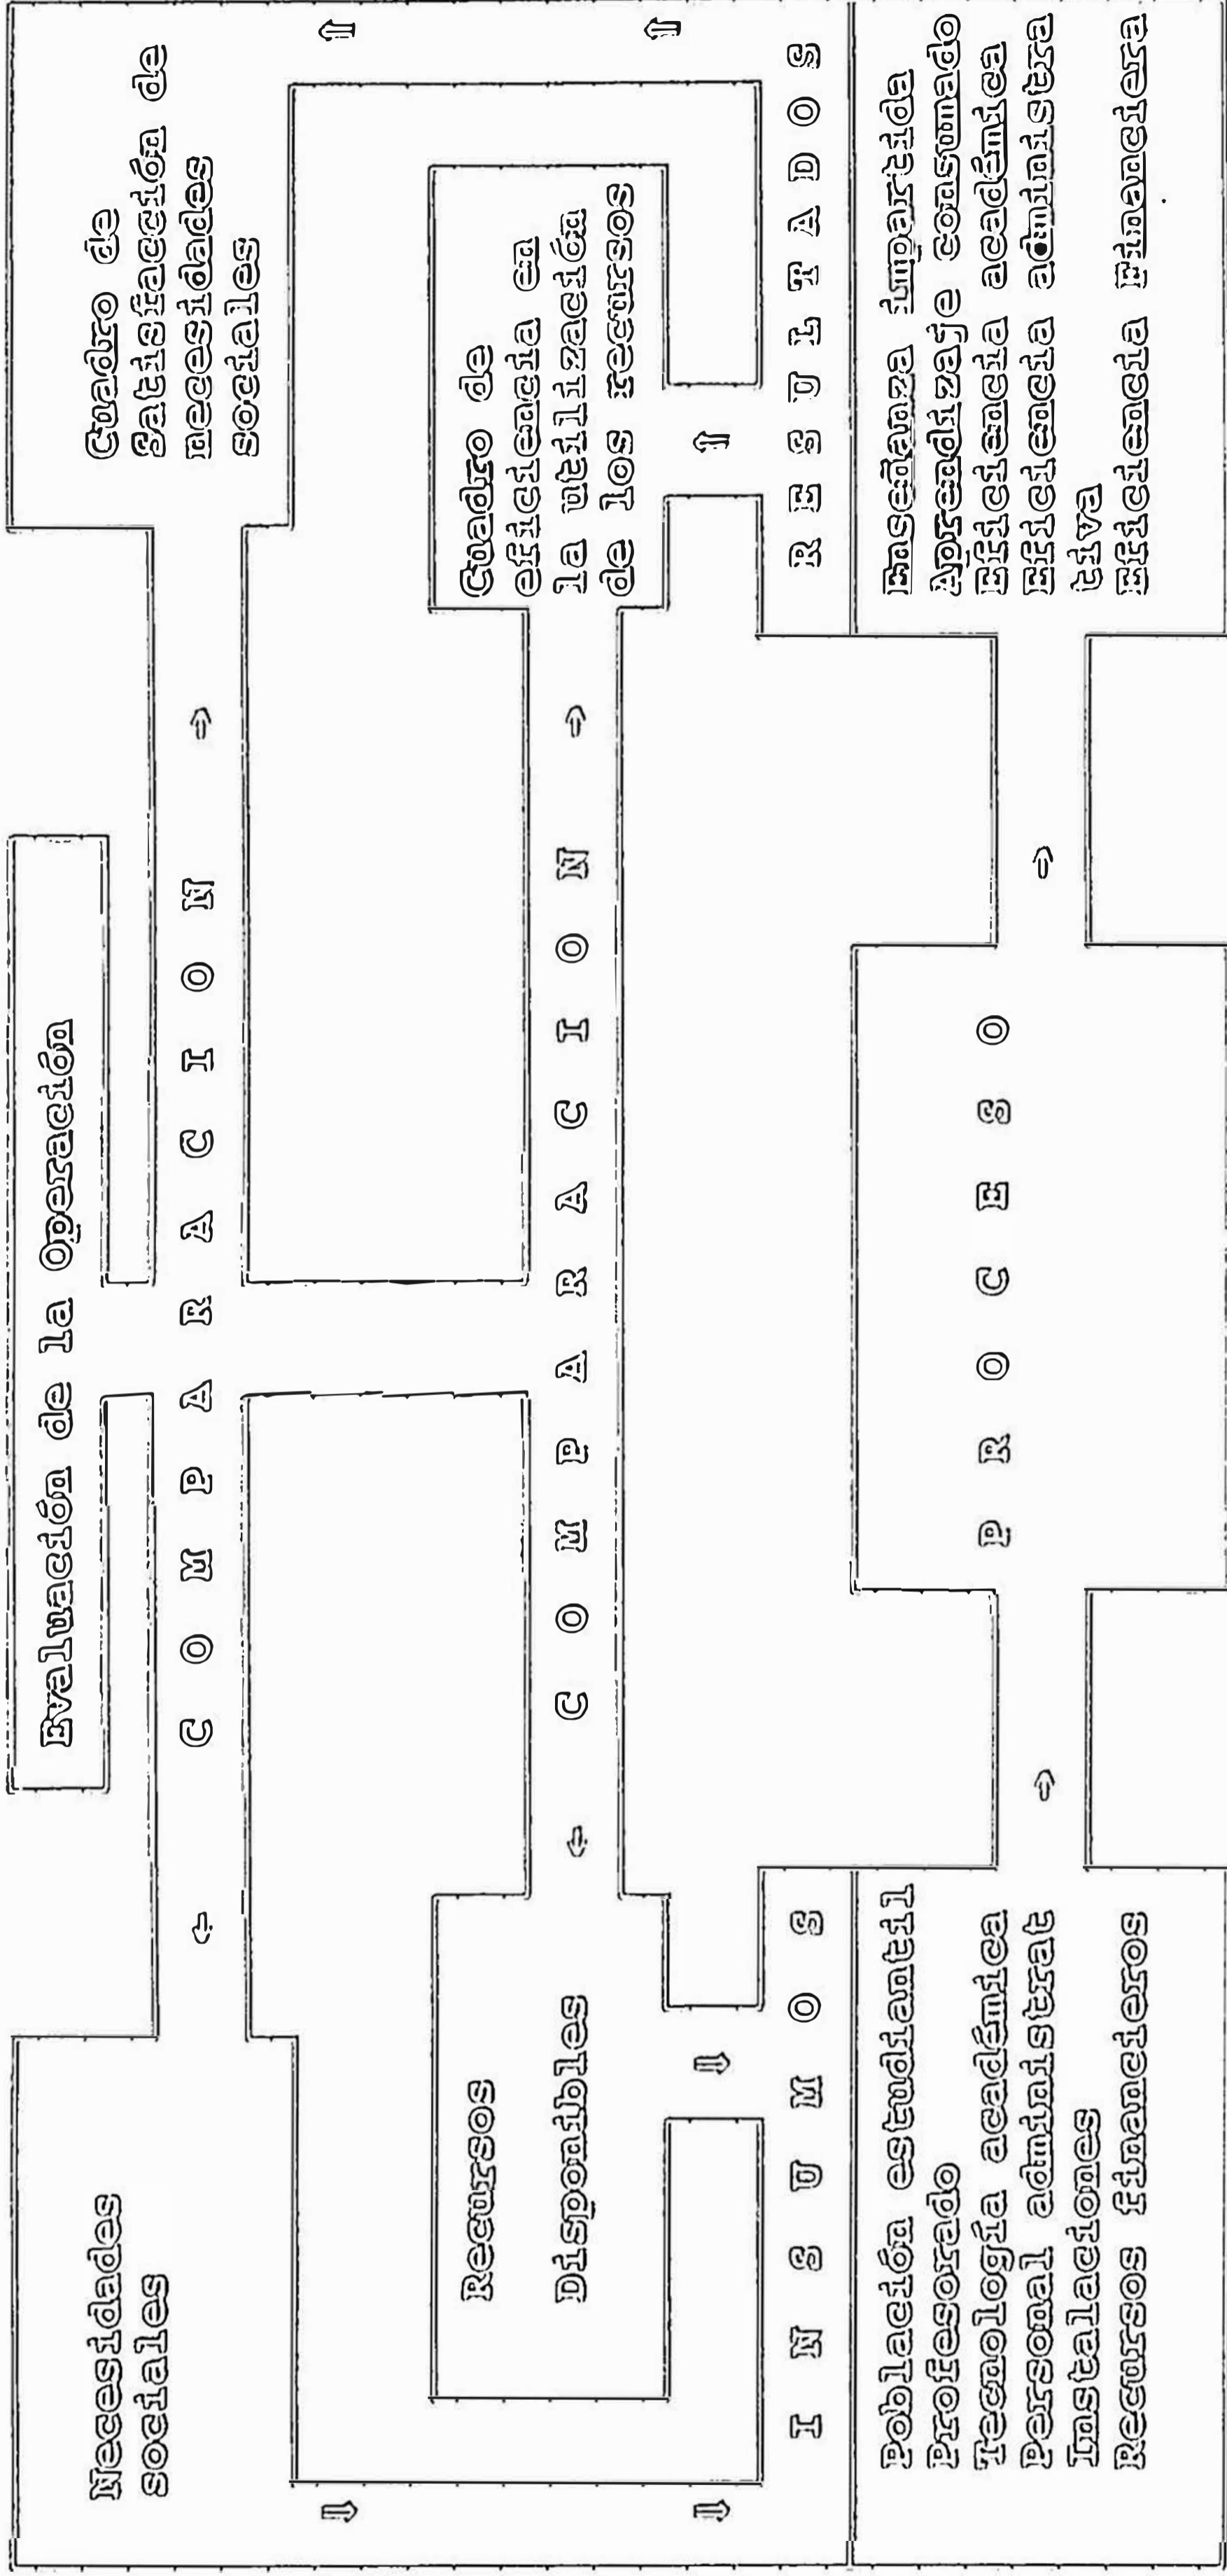 Evaluación de la Operación
Necesidades
sociales
C O M P A R A C I O N
Cuadro de
Satisfacción de
necesidades
sociales
Recursos
Disponibles
C O M P A R A C I O N
Cuadro de
eficiencia en
la utilización
de los recursos
I N S U M O S
R E S U L T A D O S
Población estudiantil
Profesorado
Tecnología académica
Personal administrat
Instalaciones
Recursos financieros
P R O C E S O
Enseñanza impartida
Aprendizaje consumado
Eficiencia académica
Eficiencia administra
tiva
Eficiencia Financiera